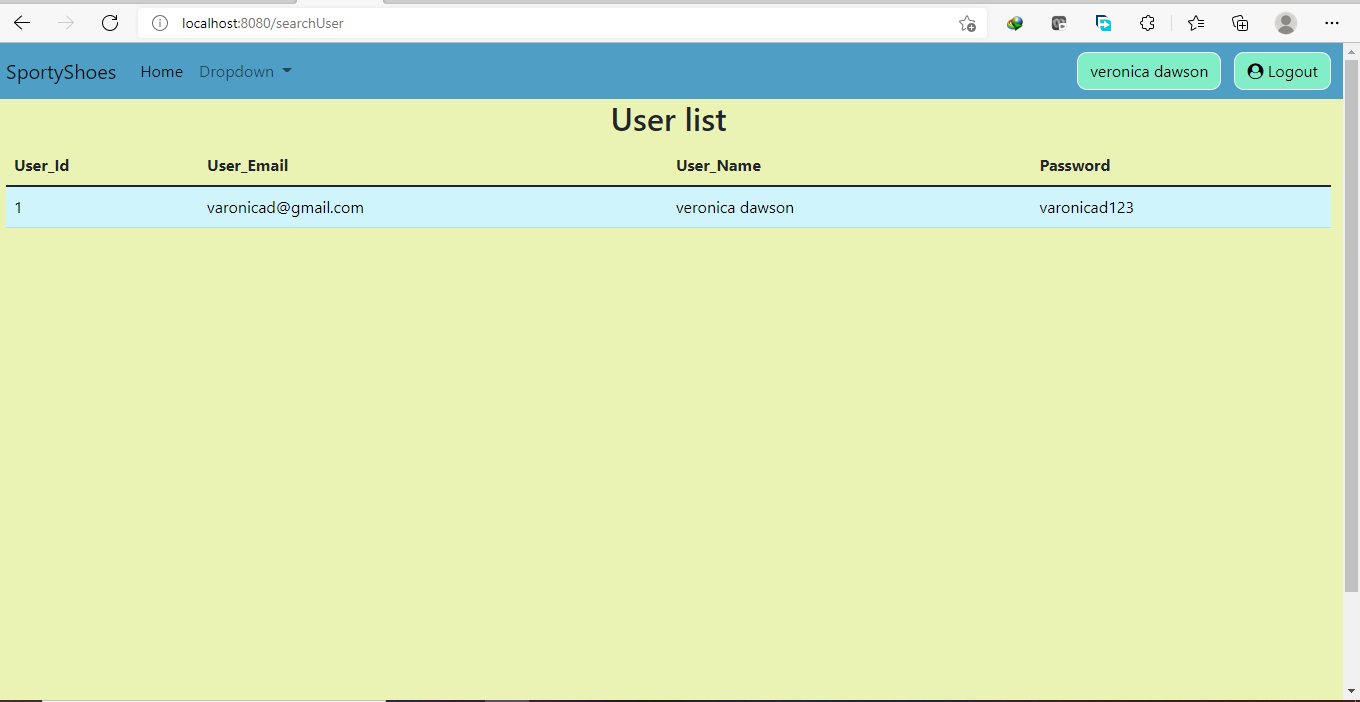 localhost:8080/searchUser
SportyShoes Home Dropdown veronica dawson Logout
User list
User_Id User_Email User_Name Password
1 varonicad@gmail.com veronica dawson varonicad123